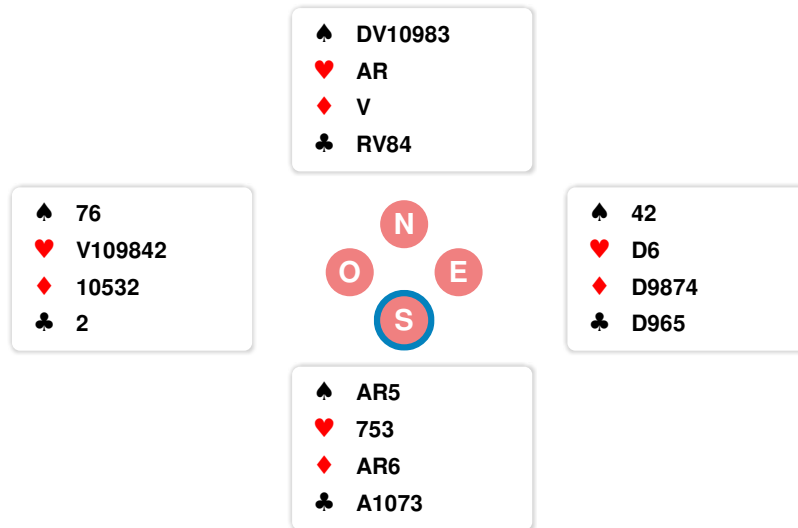 ♠ DV10983
♥ AR
♦ V
♣ RV84
♠ 76
♥ V109842
♦ 10532
♣ 2
N
O E
S
♠ 42
♥ D6
♦ D9874
♣ D965
♠ AR5
♥ 753
♦ AR6
♣ A1073